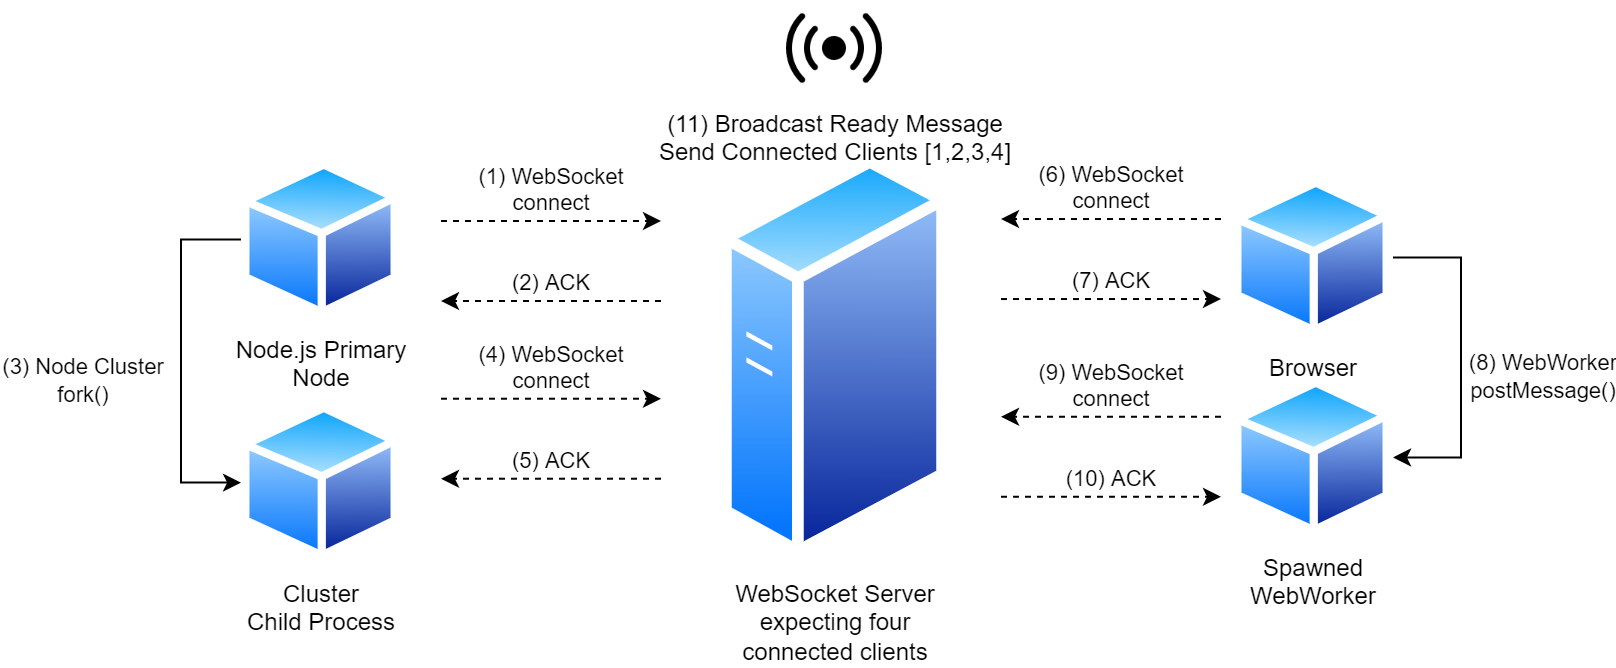 (11) Broadcast Ready Message
Send Connected Clients [1,2,3,4]
(1) WebSocket
connect
(2) ACK
Node.js Primary
Node
(3) Node Cluster
fork()
(4) WebSocket
connect
(5) ACK
Cluster
Child Process
WebSocket Server
expecting four
connected clients
(6) WebSocket
connect
(7) ACK
Browser
(8) WebWorker
postMessage()
(9) WebSocket
connect
(10) ACK
Spawned
WebWorker